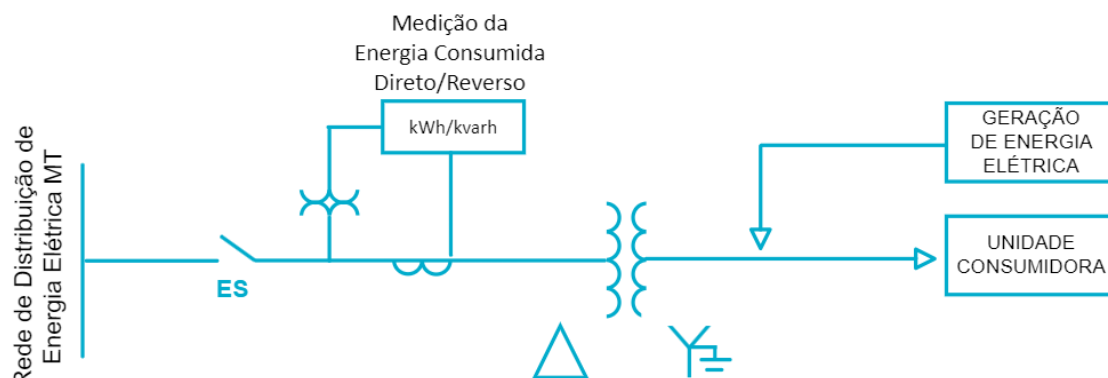 Medição da
Energia Consumida
Direto/Reverso
kWh/kvarh
Rede de Distribuição de
Energia Elétrica MT
ES
GERAÇÃO
DE ENERGIA
ELÉTRICA
UNIDADE
CONSUMIDORA